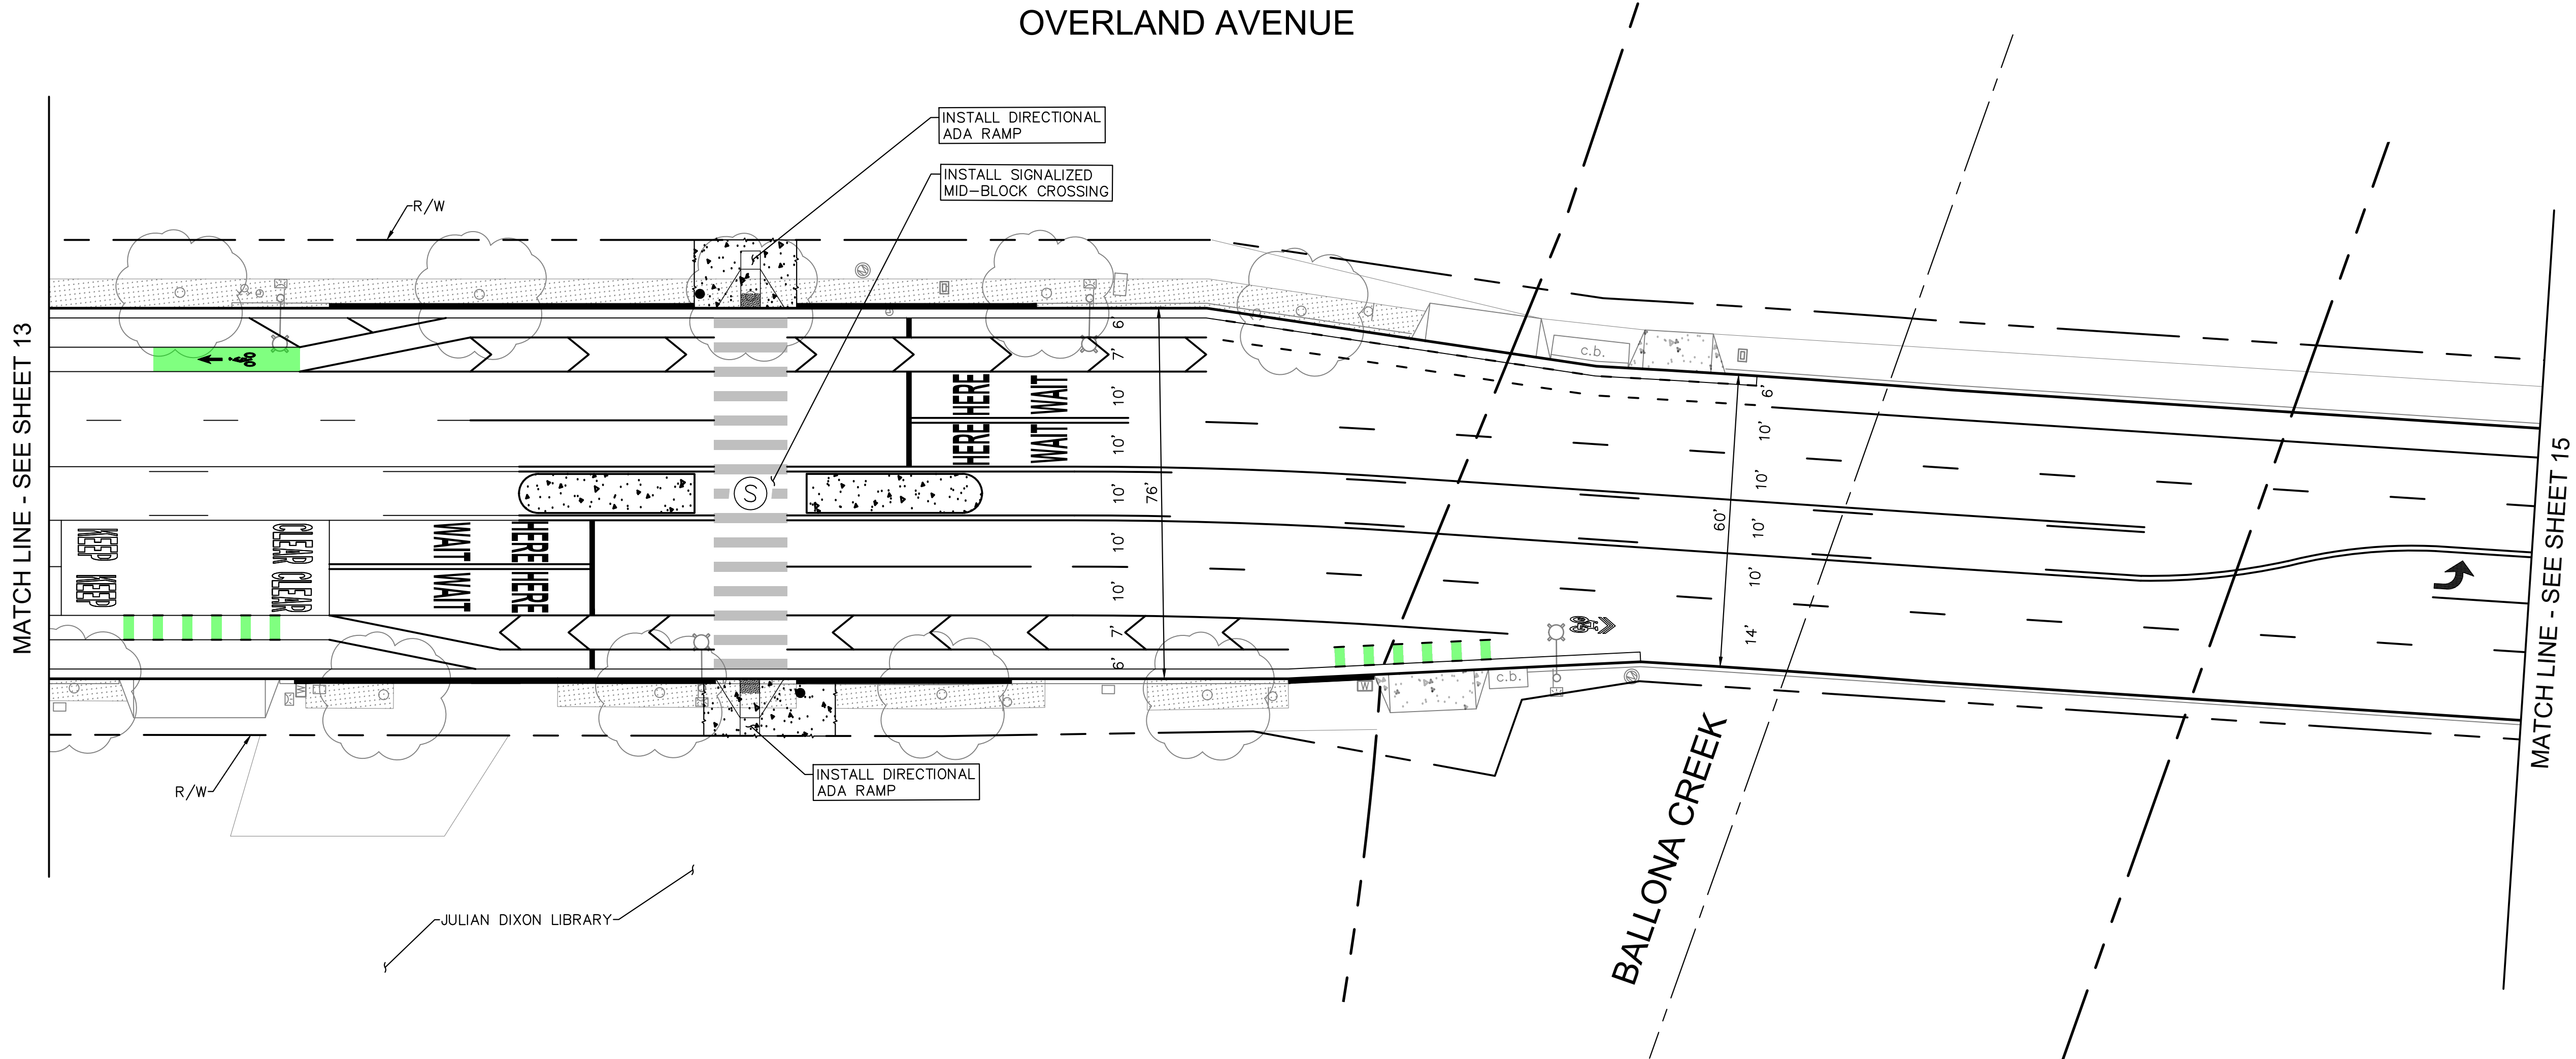 OVERLAND AVENUE
INSTALL DIRECTIONAL
ADA RAMP
INSTALL SIGNALIZED
MID-BLOCK CROSSING
R/W
MATCH LINE - SEE SHEET 13
c.b.
6'
7'
10'
10'
10'
10'
10'
7'
6'
76'
HERE HERE
WAIT WAIT
S
KEEP KEEP
CLEAR CLEAR
WAIT WAIT
HERE HERE
6'
10'
10'
10'
10'
14'
60'
W
W
c.b.
R/W
INSTALL DIRECTIONAL
ADA RAMP
JULIAN DIXON LIBRARY
BALLONA CREEK
MATCH LINE - SEE SHEET 15